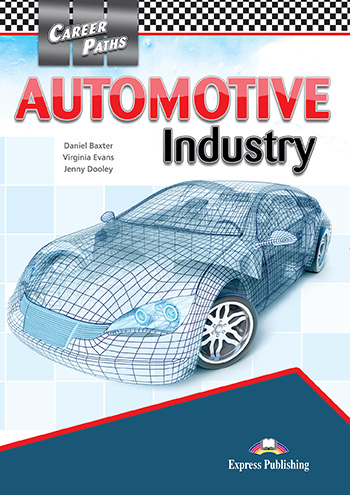 CAREER
PATHS
AUTOMOTIVE
Industry
Daniel Baxter
Virginia Evans
Jenny Dooley
Express Publishing